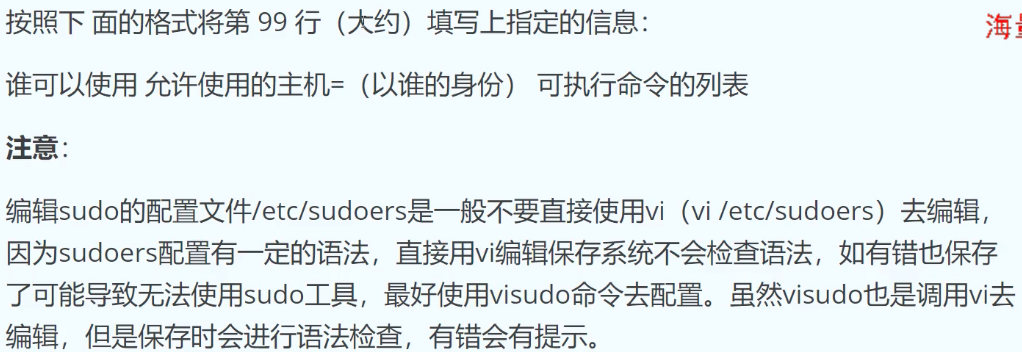 按照下 面的格式将第 99 行（大约）填写上指定的信息：
海
谁可以使用 允许使用的主机=（以谁的身份） 可执行命令的列表
注意：
编辑sudo的配置文件/etc/sudoers是一般不要直接使用vi（vi /etc/sudoers）去编辑，
因为sudoers配置有一定的语法，直接用vi编辑保存系统不会检查语法，如有错也保存
了可能导致无法使用sudo工具，最好使用visudo命令去配置。虽然visudo也是调用vi去
编辑，但是保存时会进行语法检查，有错会有提示。